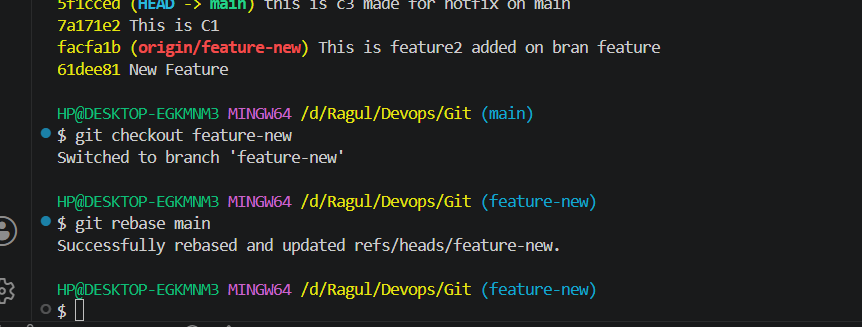 5f1cced (HEAD -> main) this is c3 made for hotfix on main
7a171e2 This is C1
facfa1b (origin/feature-new) This is feature2 added on bran feature
61dee81 New Feature
HP@DESKTOP-EGKMNM3 MINGW64 /d/Ragul/Devops/Git (main)
$ git checkout feature-new
Switched to branch 'feature-new'
HP@DESKTOP-EGKMNM3 MINGW64 /d/Ragul/Devops/Git (feature-new)
$ git rebase main
Successfully rebased and updated refs/heads/feature-new.
HP@DESKTOP-EGKMNM3 MINGW64 /d/Ragul/Devops/Git (feature-new)
$